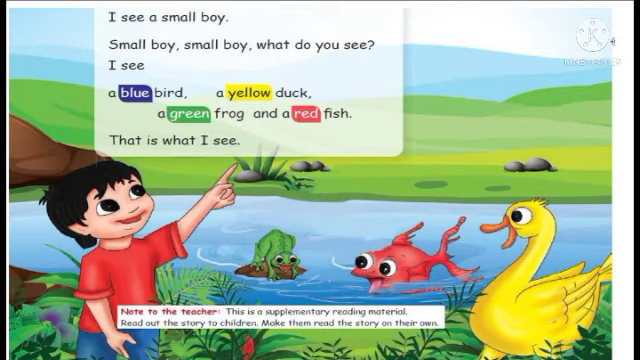 I see a small boy.
Small boy, small boy, what do you see?
I see
a blue bird, a yellow duck,
a green frog and a red fish.
That is what I see.
KINEMASTER
Note to the teacher: This is a supplementary reading material.
Read out the story to children. Make them read the story on their own.